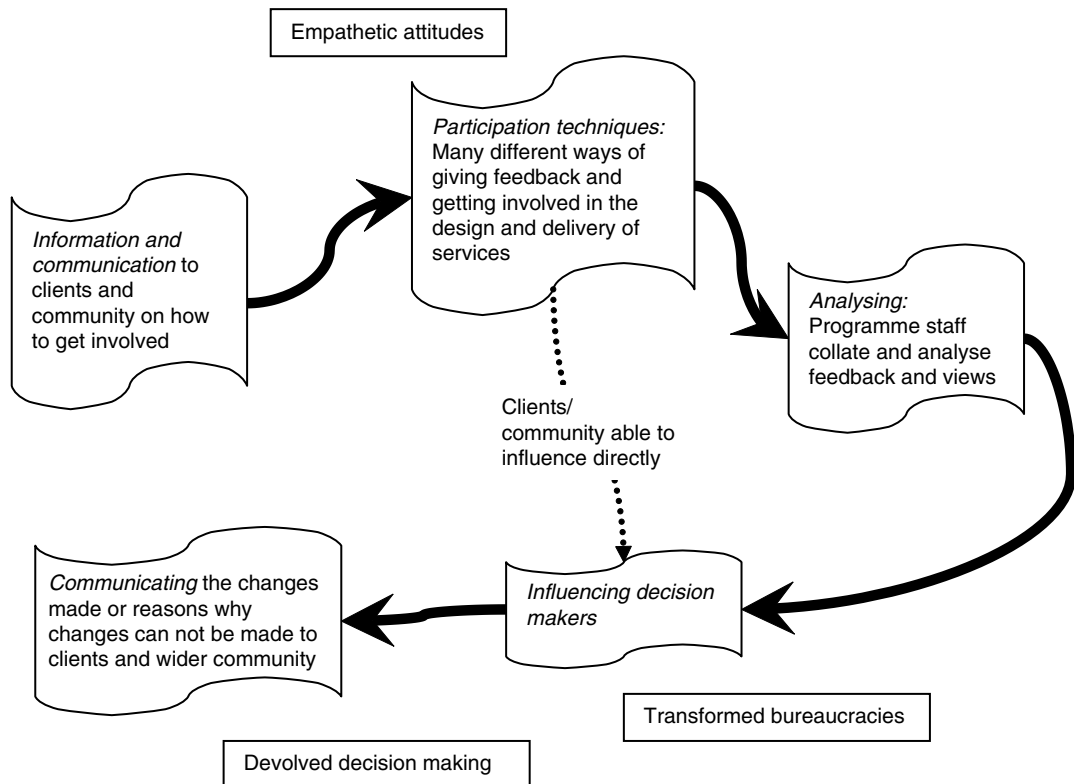 Empathetic attitudes
Participation techniques:
Many different ways of
giving feedback and
getting involved in the
design and delivery of
services
Information and
communication to
clients and
community on how
to get involved
Analysing:
Programme staff
collate and analyse
feedback and views
Clients/
community able to
influence directly
Influencing decision
makers
Communicating the changes
made or reasons why
changes can not be made to
clients and wider community
Transformed bureaucracies
Devolved decision making